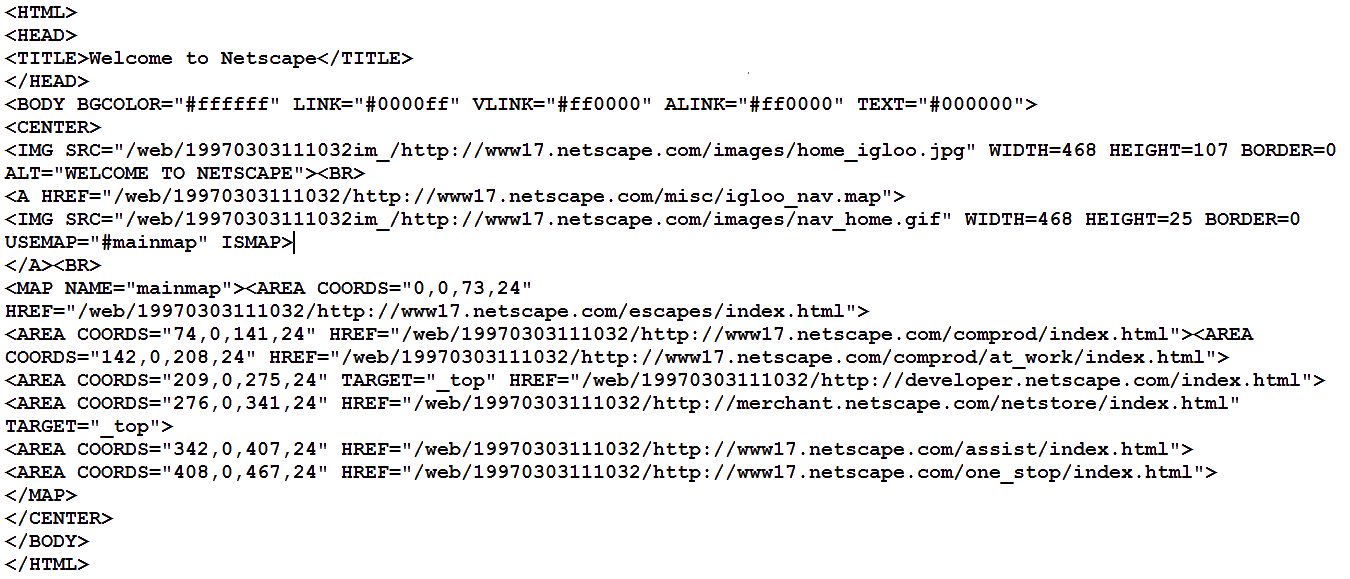 <HTML>
<HEAD>
<TITLE>Welcome to Netscape</TITLE>
</HEAD>
<BODY BGCOLOR="#ffffff" LINK="#0000ff" VLINK="#ff0000" ALINK="#ff0000" TEXT="#000000">
<CENTER>
<IMG SRC="/web/19970303111032im_/http://www17.netscape.com/images/home_igloo.jpg" WIDTH=468 HEIGHT=107 BORDER=0
ALT="WELCOME TO NETSCAPE"><BR>
<A HREF="/web/19970303111032/http://www17.netscape.com/misc/igloo_nav.map">
<IMG SRC="/web/19970303111032im_/http://www17.netscape.com/images/nav_home.gif" WIDTH=468 HEIGHT=25 BORDER=0
USEMAP="#mainmap" ISMAP>
</A><BR>
<MAP NAME="mainmap"><AREA COORDS="0,0,73,24"
HREF="/web/19970303111032/http://www17.netscape.com/escapes/index.html">
<AREA COORDS="74,0,141,24" HREF="/web/19970303111032/http://www17.netscape.com/comprod/index.html"><AREA
COORDS="142,0,208,24" HREF="/web/19970303111032/http://www17.netscape.com/comprod/at_work/index.html">
<AREA COORDS="209,0,275,24" TARGET="_top" HREF="/web/19970303111032/http://developer.netscape.com/index.html">
<AREA COORDS="276,0,341,24" HREF="/web/19970303111032/http://merchant.netscape.com/netstore/index.html"
TARGET="_top">
<AREA COORDS="342,0,407,24" HREF="/web/19970303111032/http://www17.netscape.com/assist/index.html">
<AREA COORDS="408,0,467,24" HREF="/web/19970303111032/http://www17.netscape.com/one_stop/index.html">
</MAP>
</CENTER>
</BODY>
</HTML>